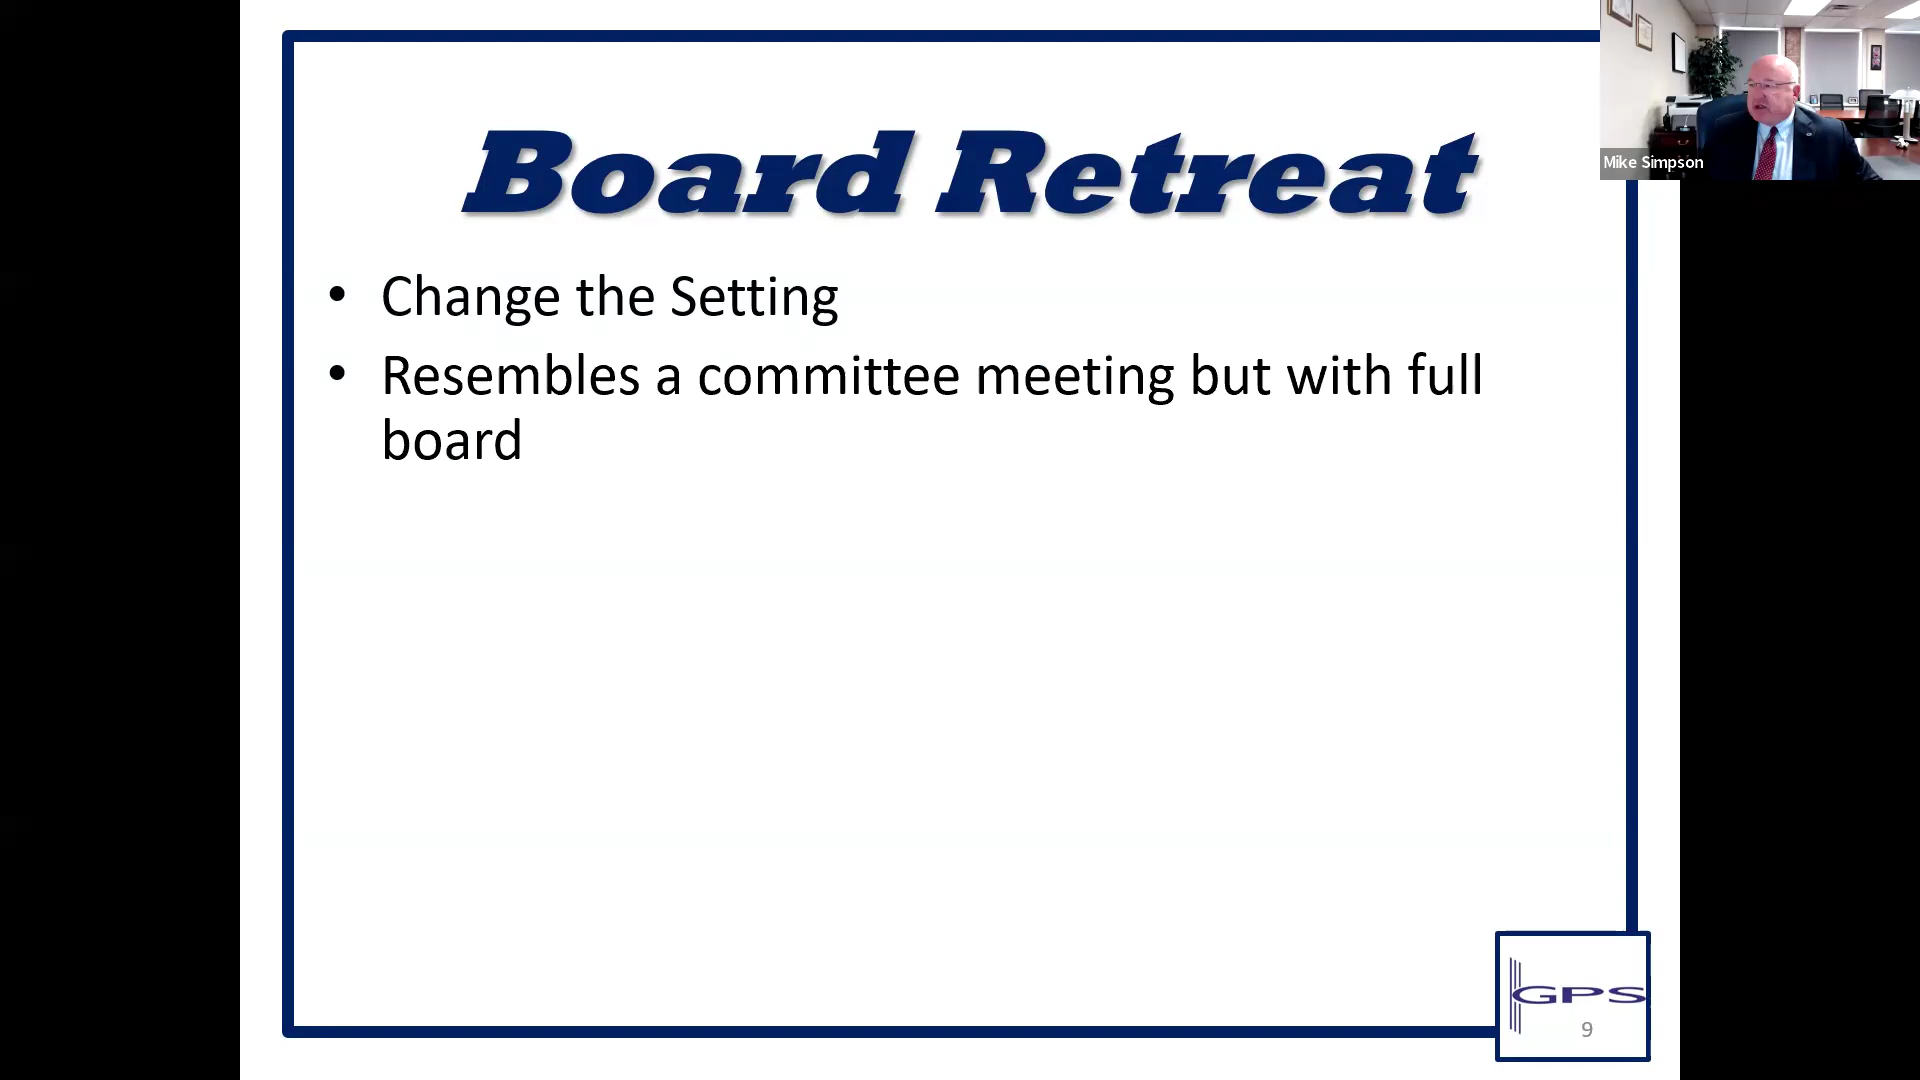 Board Retreat
• Change the Setting
• Resembles a committee meeting but with full
board
Mike Simpson
GPS
9